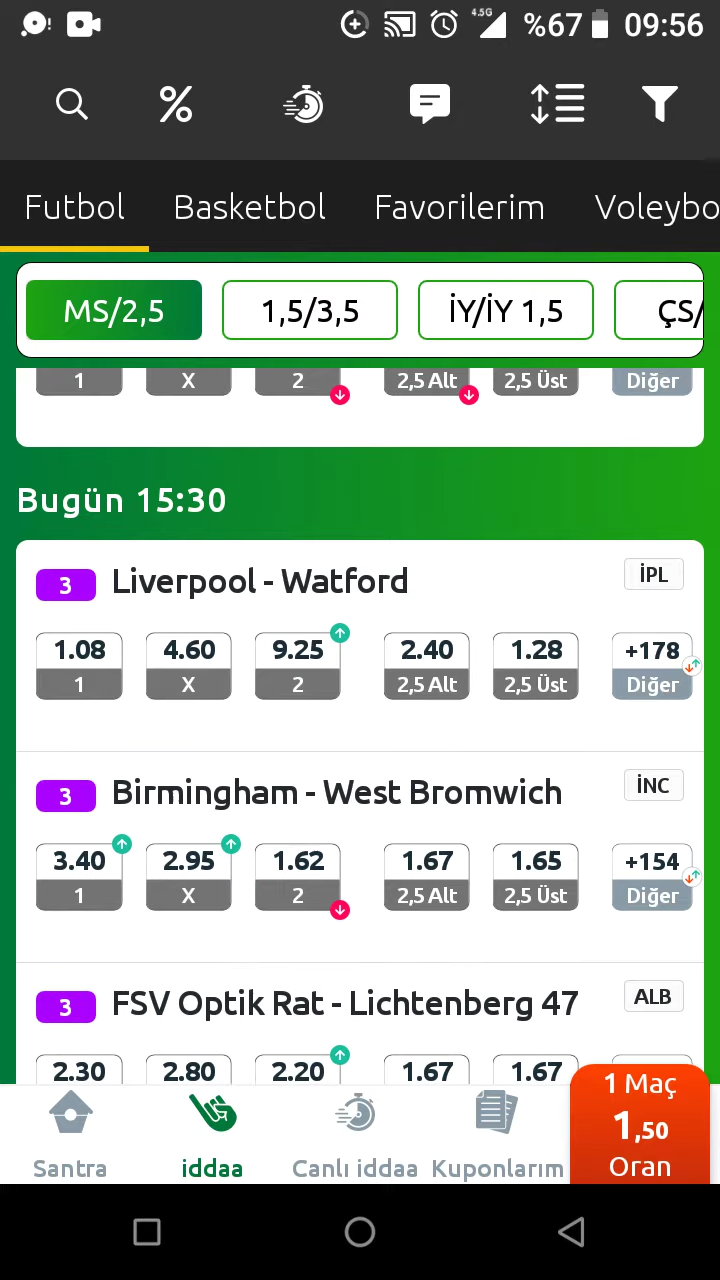 4.5G %67 09:56
Futbol Basketbol Favorilerim Voleybo
MS/2,5 1,5/3,5 İY/İY 1,5 ÇS/
1 X 2 2,5 Alt 2,5 Üst Diğer
Bugün 15:30
3 Liverpool - Watford İPL
1.08 4.60 9.25 2.40 1.28 +178
1 X 2 2,5 Alt 2,5 Üst Diğer
3 Birmingham - West Bromwich İNC
3.40 2.95 1.62 1.67 1.65 +154
1 X 2 2,5 Alt 2,5 Üst Diğer
3 FSV Optik Rat - Lichtenberg 47 ALB
2.30 2.80 2.20 1.67 1.67
1 Maç
1,50
Oran
Santra iddaa Canlı iddaa Kuponlarım